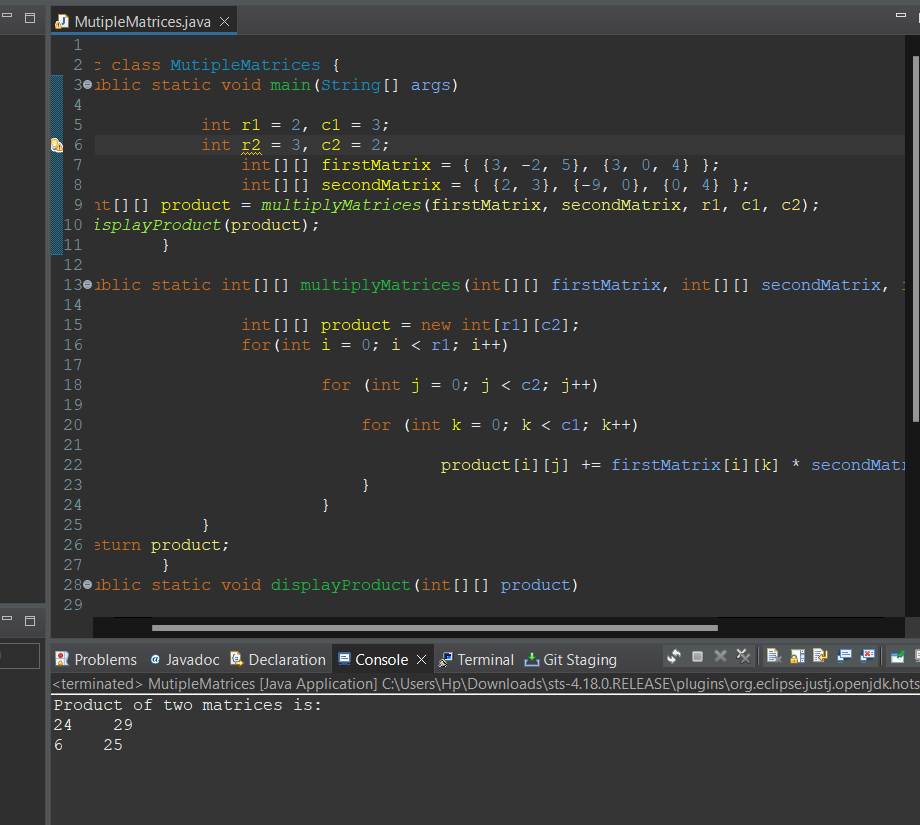 MutipleMatrices.java
1
2 c class MutipleMatrices {
3 ublic static void main(String[] args)
4
5 int r1 = 2, c1 = 3;
6 int r2 = 3, c2 = 2;
7 int[][] firstMatrix = { {3, -2, 5}, {3, 0, 4} };
8 int[][] secondMatrix = { {2, 3}, {-9, 0}, {0, 4} };
9 nt[][] product = multiplyMatrices(firstMatrix, secondMatrix, r1, c1, c2);
10 isplayProduct(product);
11 }
12
13 ublic static int[][] multiplyMatrices(int[][] firstMatrix, int[][] secondMatrix, i
14
15 int[][] product = new int[r1][c2];
16 for(int i = 0; i < r1; i++)
17
18 for (int j = 0; j < c2; j++)
19
20 for (int k = 0; k < c1; k++)
21
22 product[i][j] += firstMatrix[i][k] * secondMatr
23 }
24 }
25 }
26 eturn product;
27 }
28 ublic static void displayProduct(int[][] product)
29
Problems @ Javadoc Declaration Console Terminal Git Staging
<terminated> MutipleMatrices [Java Application] C:\Users\Hp\Downloads\sts-4.18.0.RELEASE\plugins\org.eclipse.justj.openjdk.hots
Product of two matrices is:
24 29
6 25